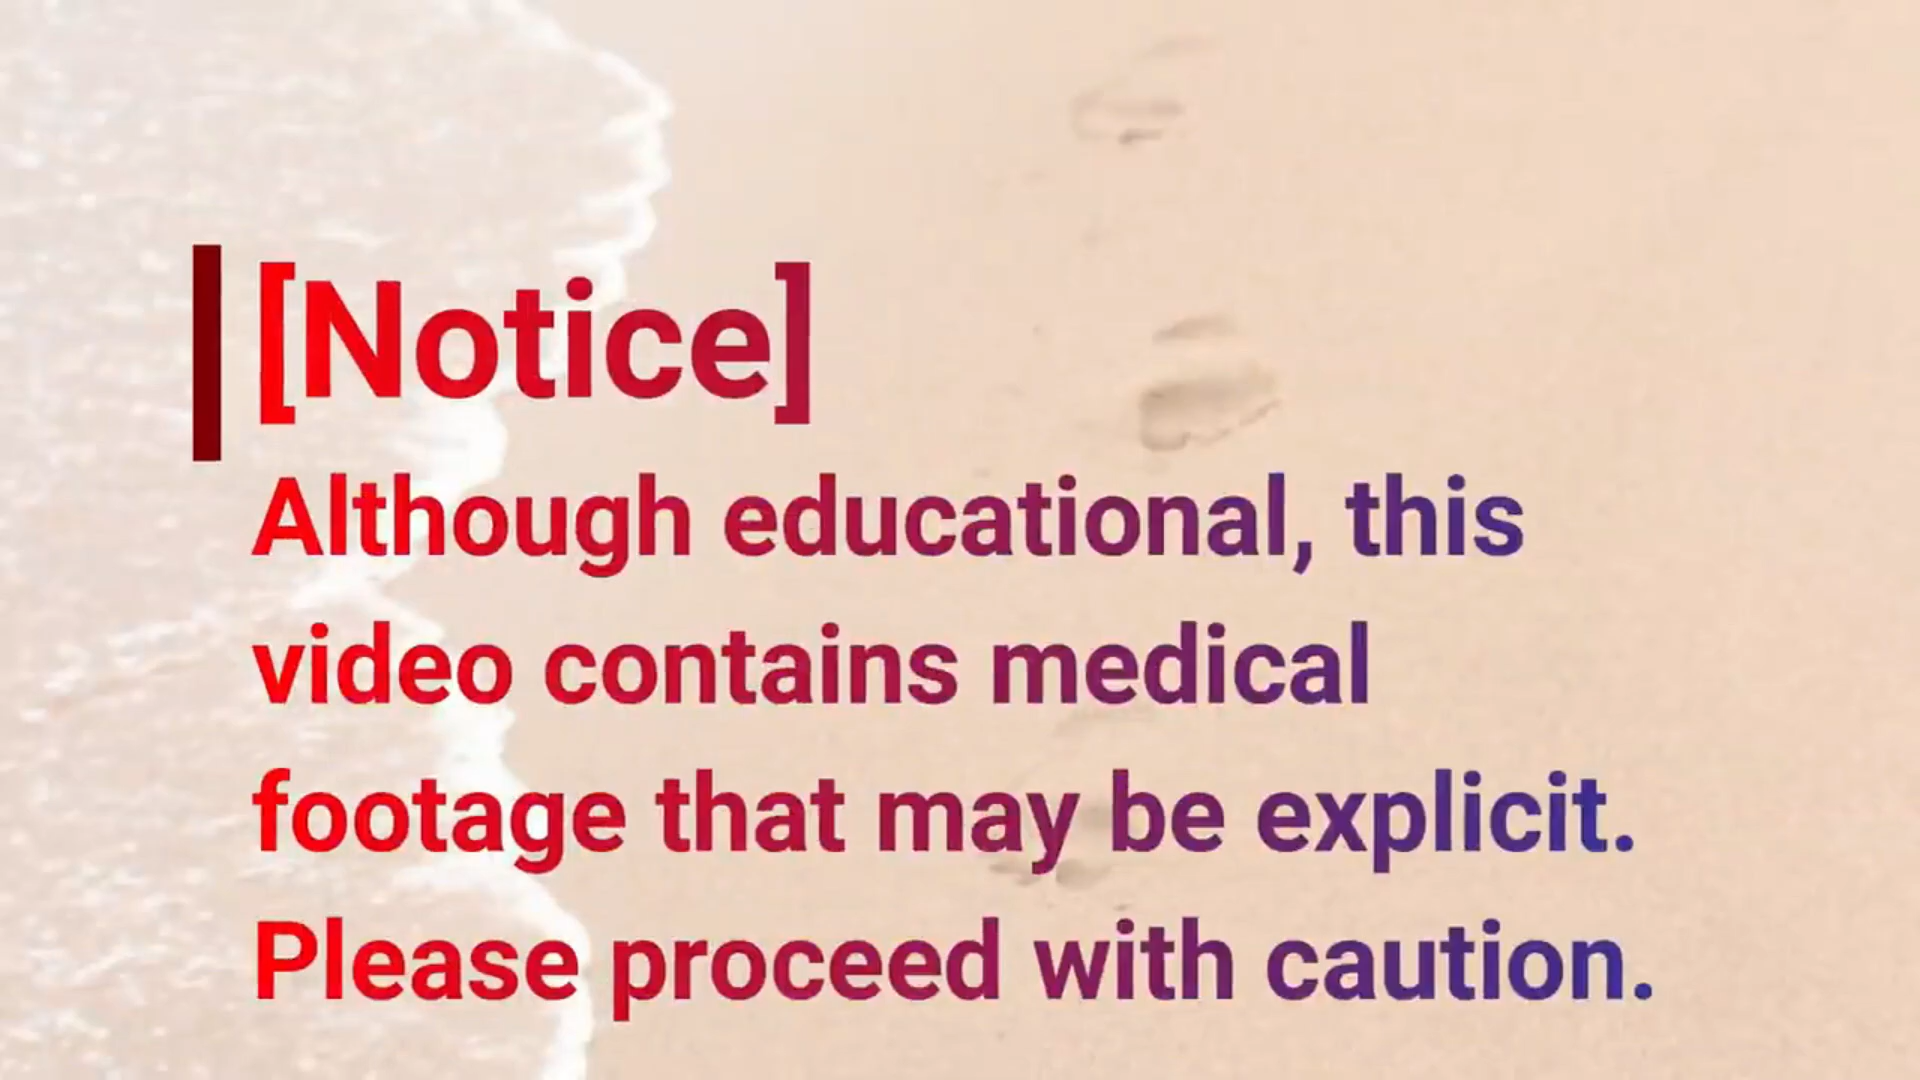 [Notice]
Although educational, this
video contains medical
footage that may be explicit.
Please proceed with caution.